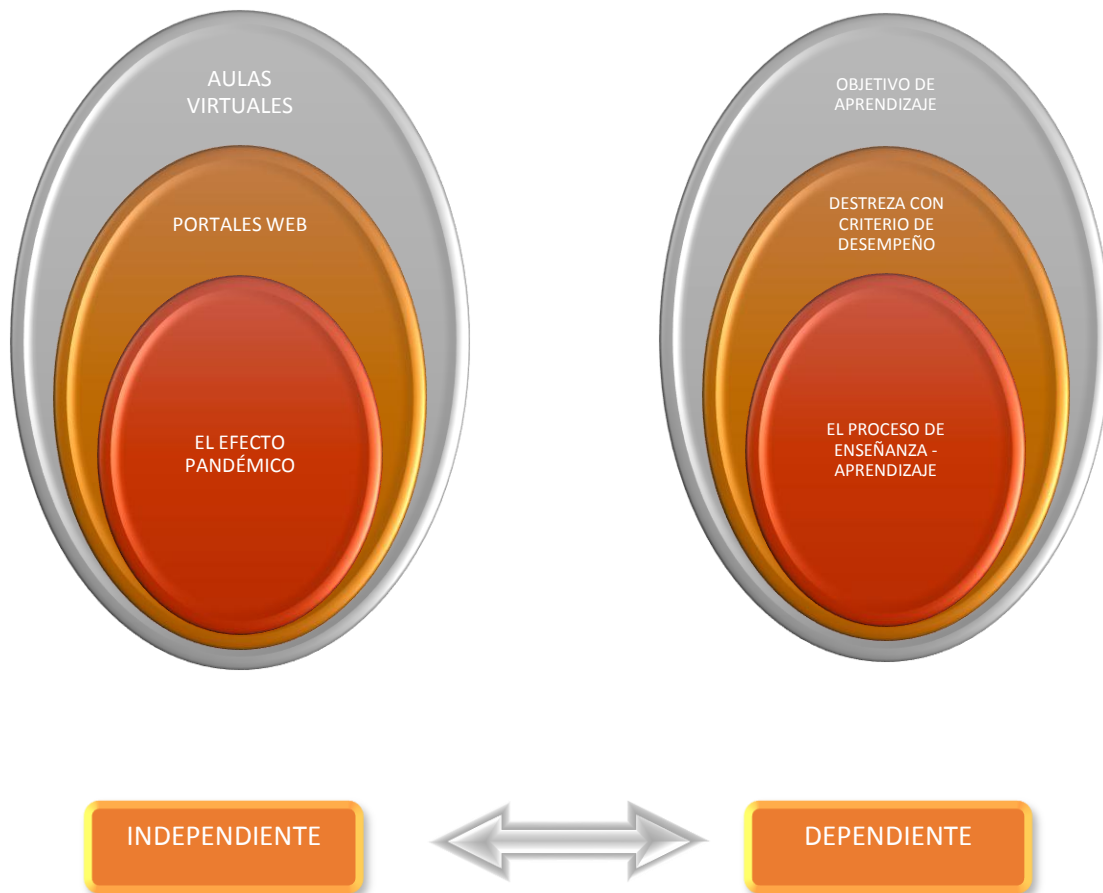 AULAS
VIRTUALES
PORTALES WEB
EL EFECTO
PANDÉMICO
OBJETIVO DE
APRENDIZAJE
DESTREZA CON
CRITERIO DE
DESEMPEÑO
EL PROCESO DE
ENSEÑANZA -
APRENDIZAJE
INDEPENDIENTE
DEPENDIENTE